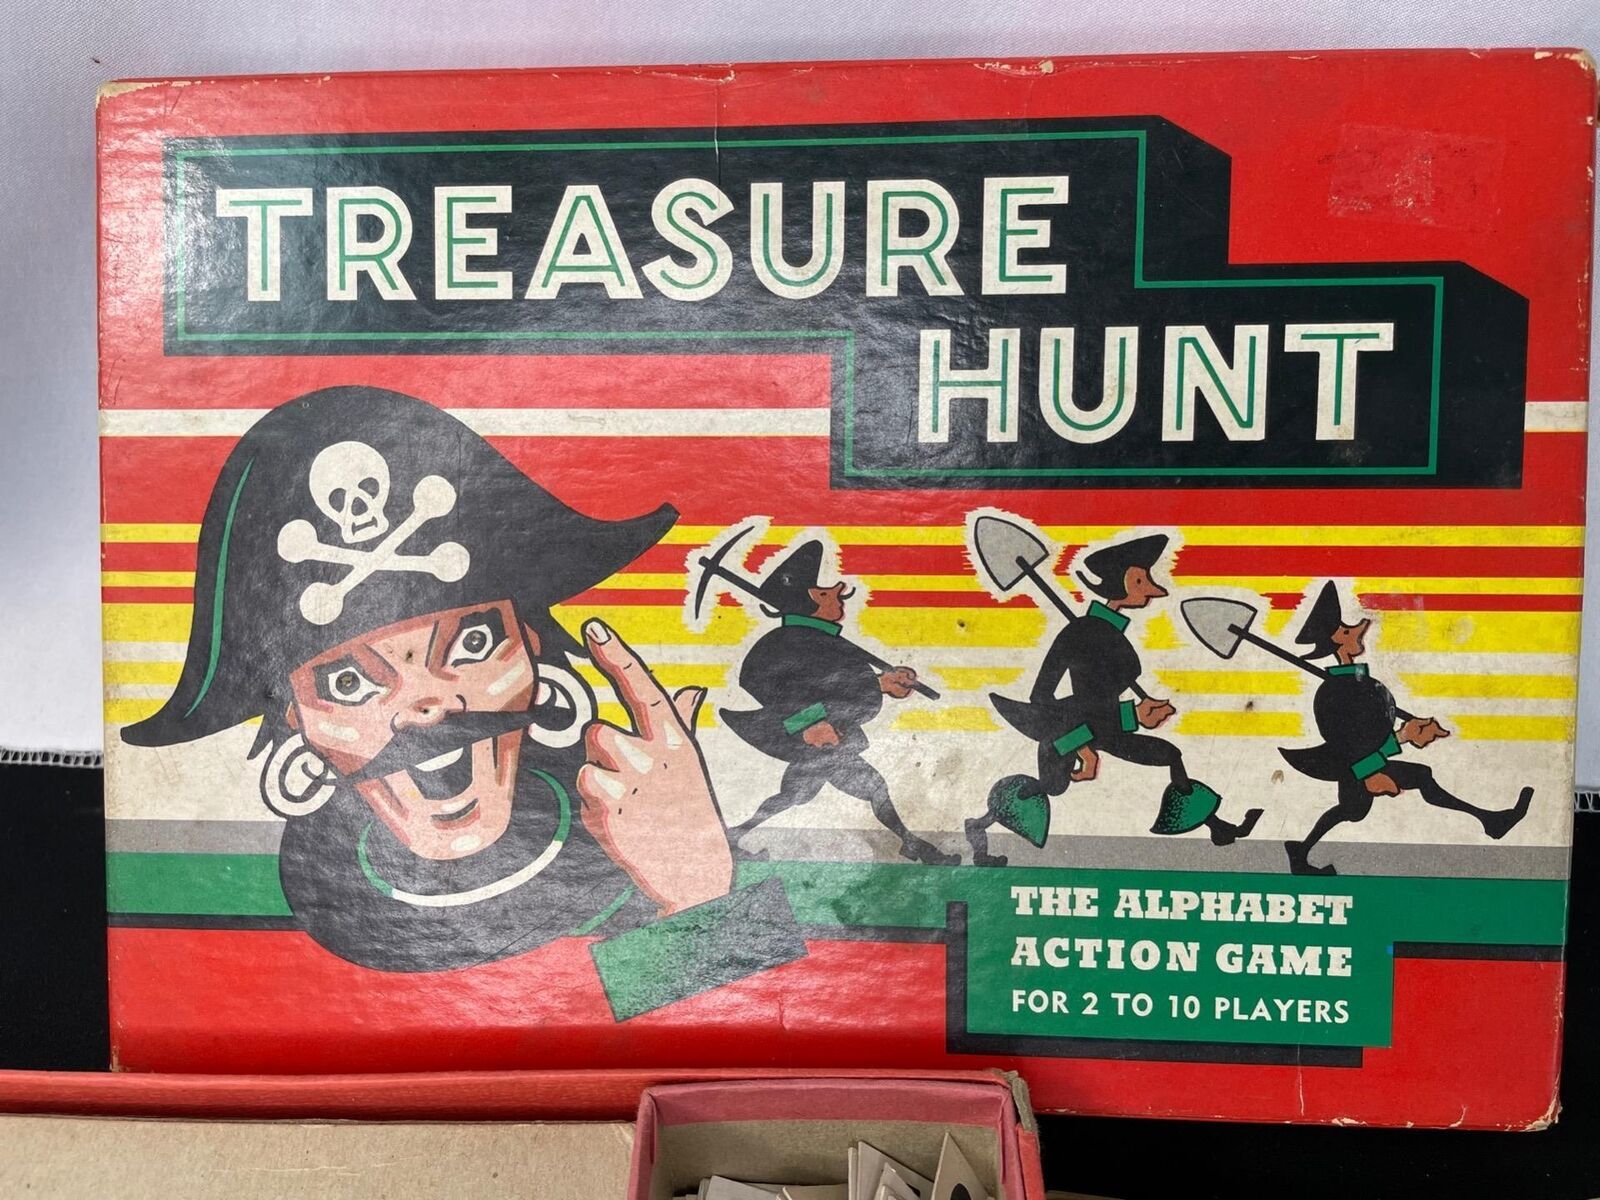 TREASURE
HUNT
THE ALPHABET
ACTION GAME
FOR 2 TO 10 PLAYERS